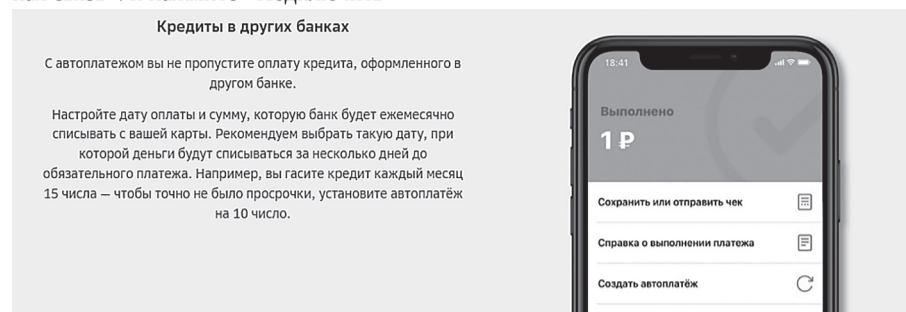 Кредиты в других банках
С автоплатежом вы не пропустите оплату кредита, оформленного в
другом банке.
Настройте дату оплаты и сумму, которую банк будет ежемесячно
списывать с вашей карты. Рекомендуем выбрать такую дату, при
которой деньги будут списываться за несколько дней до
обязательного платежа. Например, вы гасите кредит каждый месяц
15 числа — чтобы точно не было просрочки, установите автоплатёж
на 10 число.
18:41
Выполнено
1 ₽
Сохранить или отправить чек
Справка о выполнении платежа
Создать автоплатёж